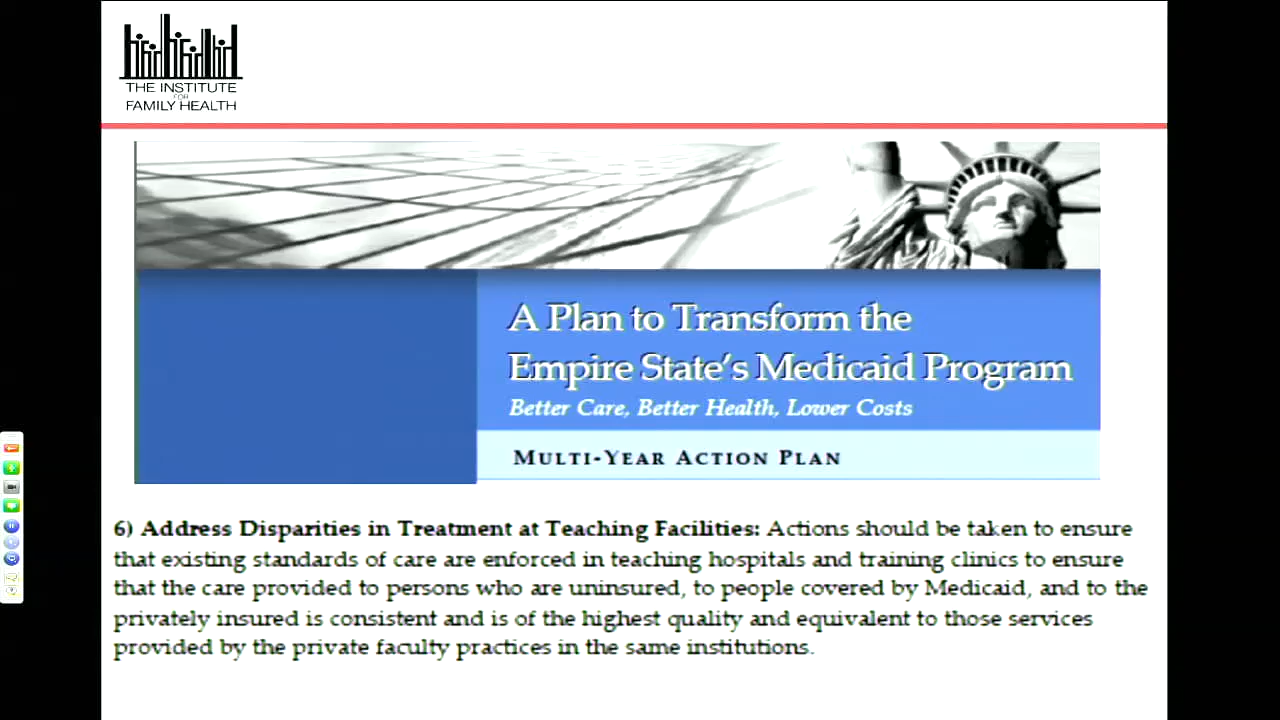 THE INSTITUTE
FOR
FAMILY HEALTH
A Plan to Transform the
Empire State's Medicaid Program
Better Care, Better Health, Lower Costs
MULTI-YEAR ACTION PLAN
6) Address Disparities in Treatment at Teaching Facilities: Actions should be taken to ensure
that existing standards of care are enforced in teaching hospitals and training clinics to ensure
that the care provided to persons who are uninsured, to people covered by Medicaid, and to the
privately insured is consistent and is of the highest quality and equivalent to those services
provided by the private faculty practices in the same institutions.